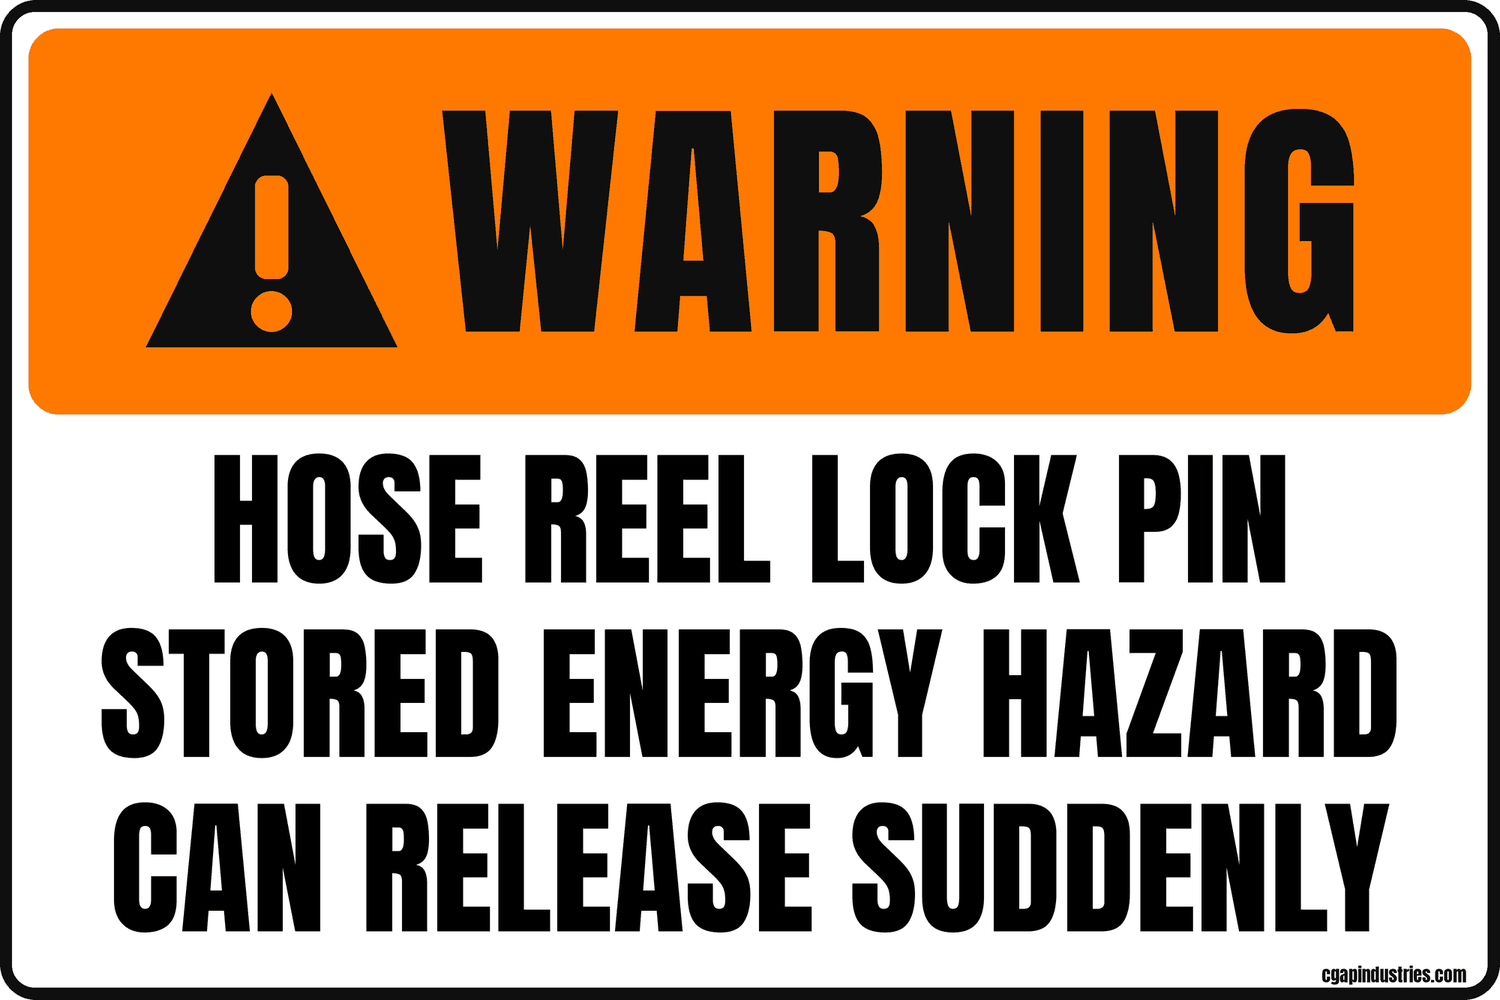 WARNING
HOSE REEL LOCK PIN
STORED ENERGY HAZARD
CAN RELEASE SUDDENLY
cgapindustries.com